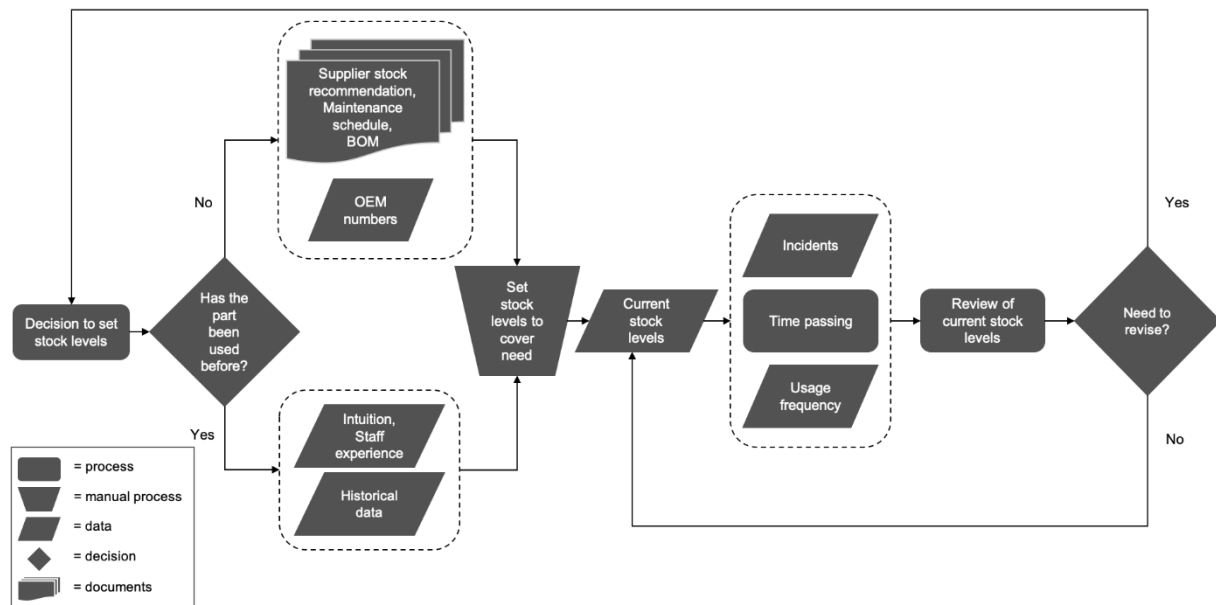 Supplier stock
recommendation,
Maintenance
schedule,
BOM
OEM
numbers
No
Yes
Decision to set
stock levels
Has the
part
been
used
before?
Set
stock
levels to
cover
need
Current
stock
levels
Incidents
Time passing
Usage
frequency
Review of
current stock
levels
Need to
revise?
Yes
No
Intuition,
Staff
experience
Historical
data
= process
= manual process
= data
= decision
= documents